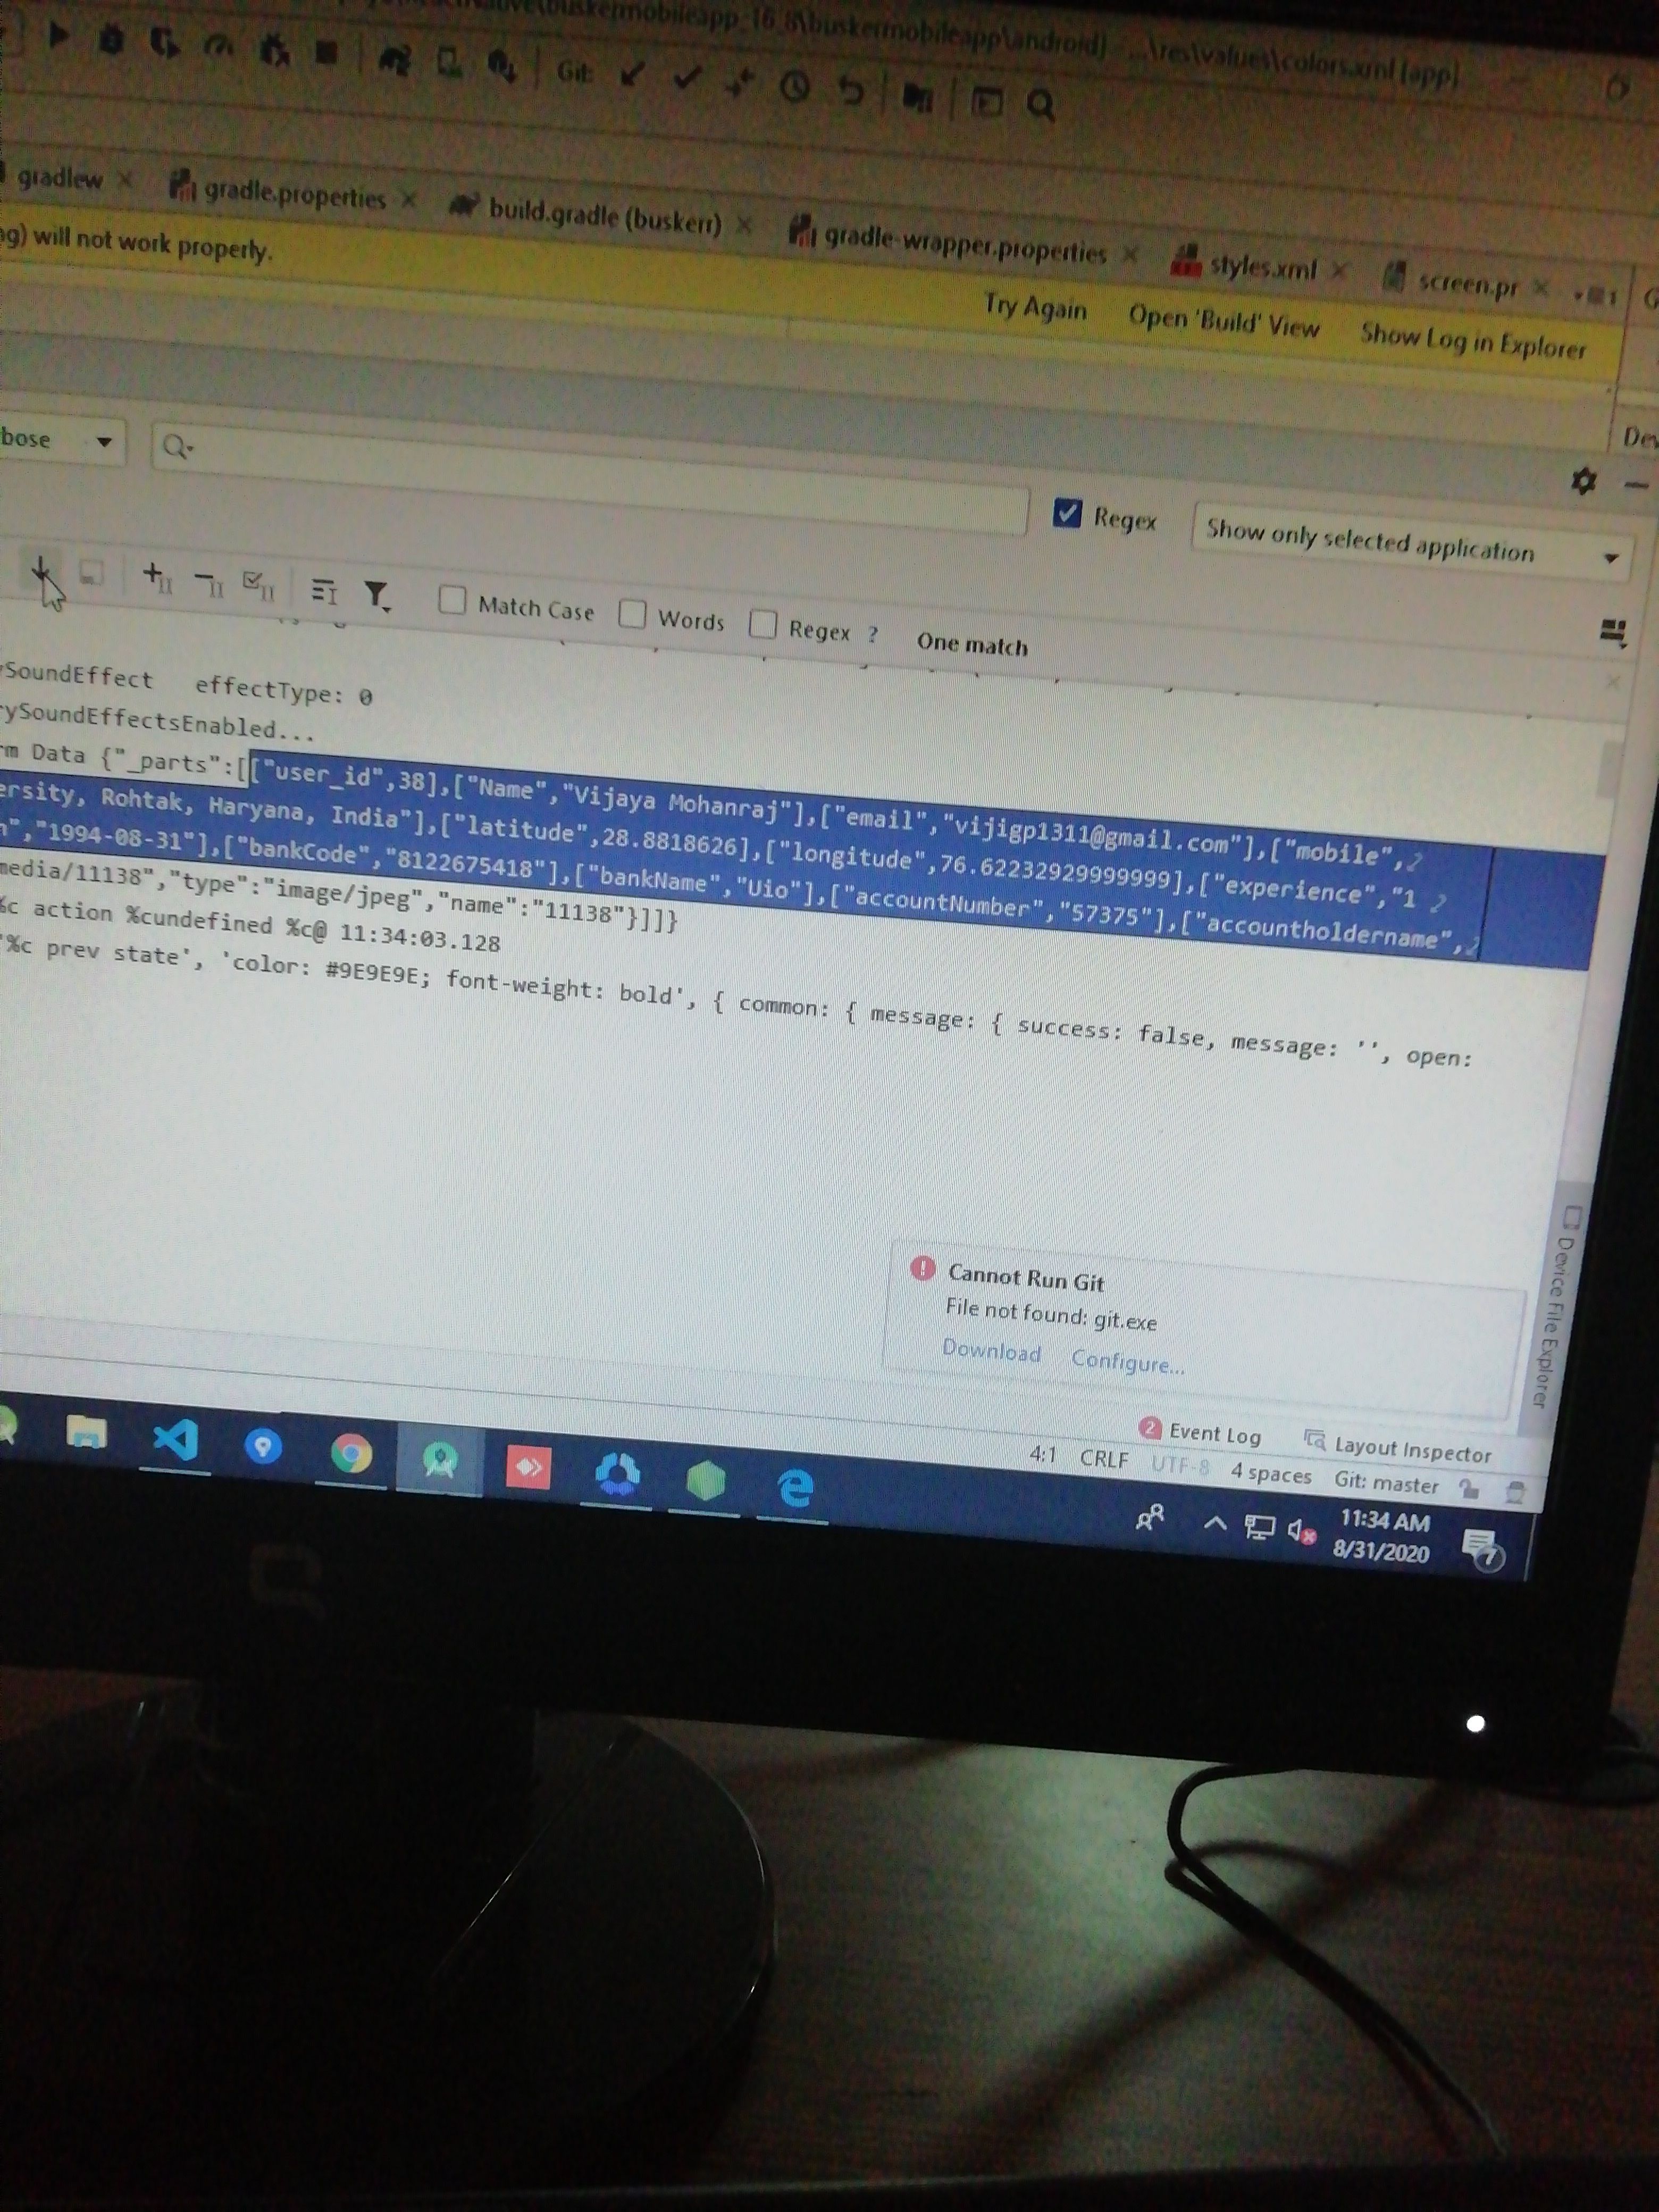 buskermobileapp_16_8\buskermobileapp\android] - ...\res\values\colors.xml [app]
Git:
gradlew gradle.properties build.gradle (buskerr) gradle-wrapper.properties styles.xml screen.pr
will not work properly.
Try Again Open 'Build' View Show Log in Explorer
bose
Regex Show only selected application
Match Case Words Regex ? One match
SoundEffect effectType: 0
ySoundEffectsEnabled...
rm Data {"_parts":[["user_id",38],["Name","Vijaya Mohanraj"],["email","vijigp1311@gmail.com"],["mobile",
ersity, Rohtak, Haryana, India"],["latitude",28.8818626],["longitude",76.62232929999999],["experience","1
","1994-08-31"],["bankCode","8122675418"],["bankName","Uio"],["accountNumber","57375"],["accountholdername",
media/11138","type":"image/jpeg","name":"11138"}]]}
%c action %cundefined %c@ 11:34:03.128
'%c prev state', 'color: #9E9E9E; font-weight: bold', { common: { message: { success: false, message: '', open:
Cannot Run Git
File not found: git.exe
Download Configure...
Device File Explorer
2 Event Log Layout Inspector
4:1 CRLF UTF-8 4 spaces Git: master
11:34 AM
8/31/2020
7